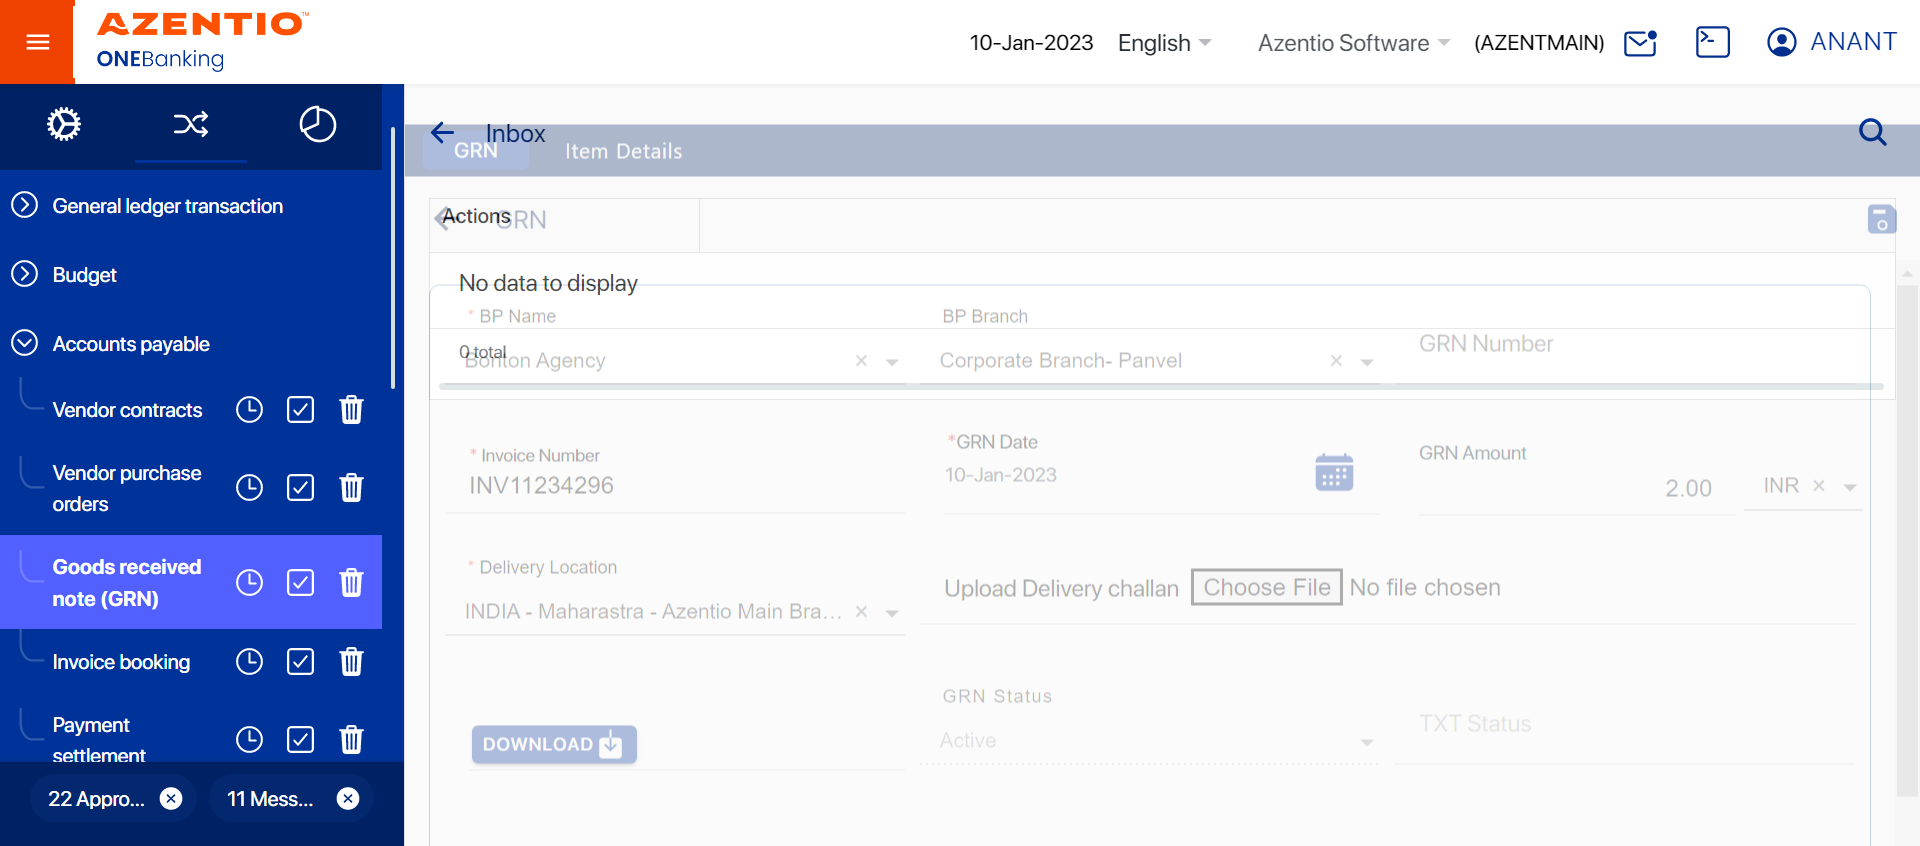 AZENTIO™
ONEBanking
10-Jan-2023
English
Azentio Software
(AZENTMAIN)
ANANT
General ledger transaction
Budget
Accounts payable
Vendor contracts
Vendor purchase
orders
Goods received
note (GRN)
Invoice booking
Payment
settlement
22 Appro...
11 Mess...
Inbox
GRN
Item Details
Actions
GRN
No data to display
* BP Name
BP Branch
0 total
Bonton Agency
Corporate Branch- Panvel
GRN Number
* Invoice Number
INV11234296
*GRN Date
10-Jan-2023
GRN Amount
2.00
INR
* Delivery Location
INDIA - Maharastra - Azentio Main Bra...
Upload Delivery challan
Choose File
No file chosen
DOWNLOAD
GRN Status
Active
TXT Status